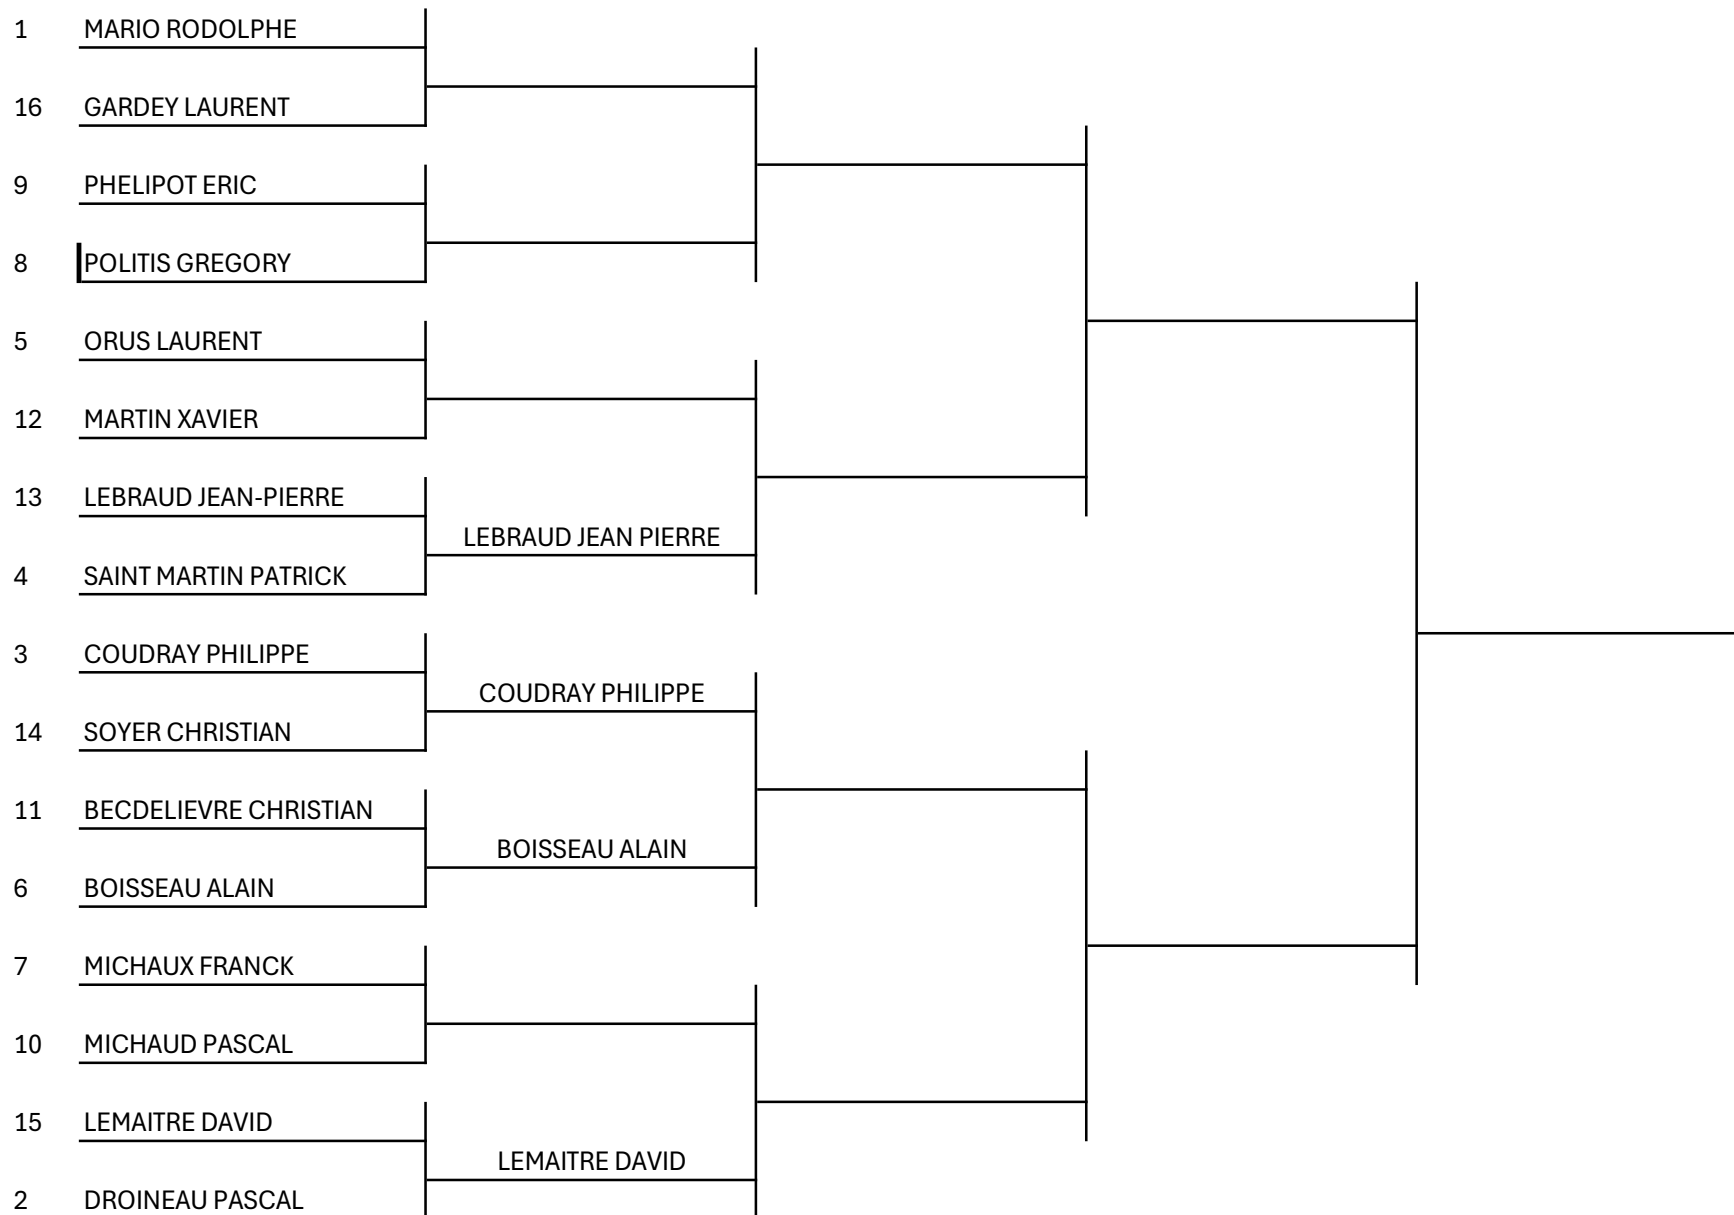 1 MARIO RODOLPHE
16 GARDEY LAURENT
9 PHELIPOT ERIC
8 POLITIS GREGORY
5 ORUS LAURENT
12 MARTIN XAVIER
13 LEBRAUD JEAN-PIERRE
LEBRAUD JEAN PIERRE
4 SAINT MARTIN PATRICK
3 COUDRAY PHILIPPE
COUDRAY PHILIPPE
14 SOYER CHRISTIAN
11 BECDELIEVRE CHRISTIAN
BOISSEAU ALAIN
6 BOISSEAU ALAIN
7 MICHAUX FRANCK
10 MICHAUD PASCAL
15 LEMAITRE DAVID
LEMAITRE DAVID
2 DROINEAU PASCAL